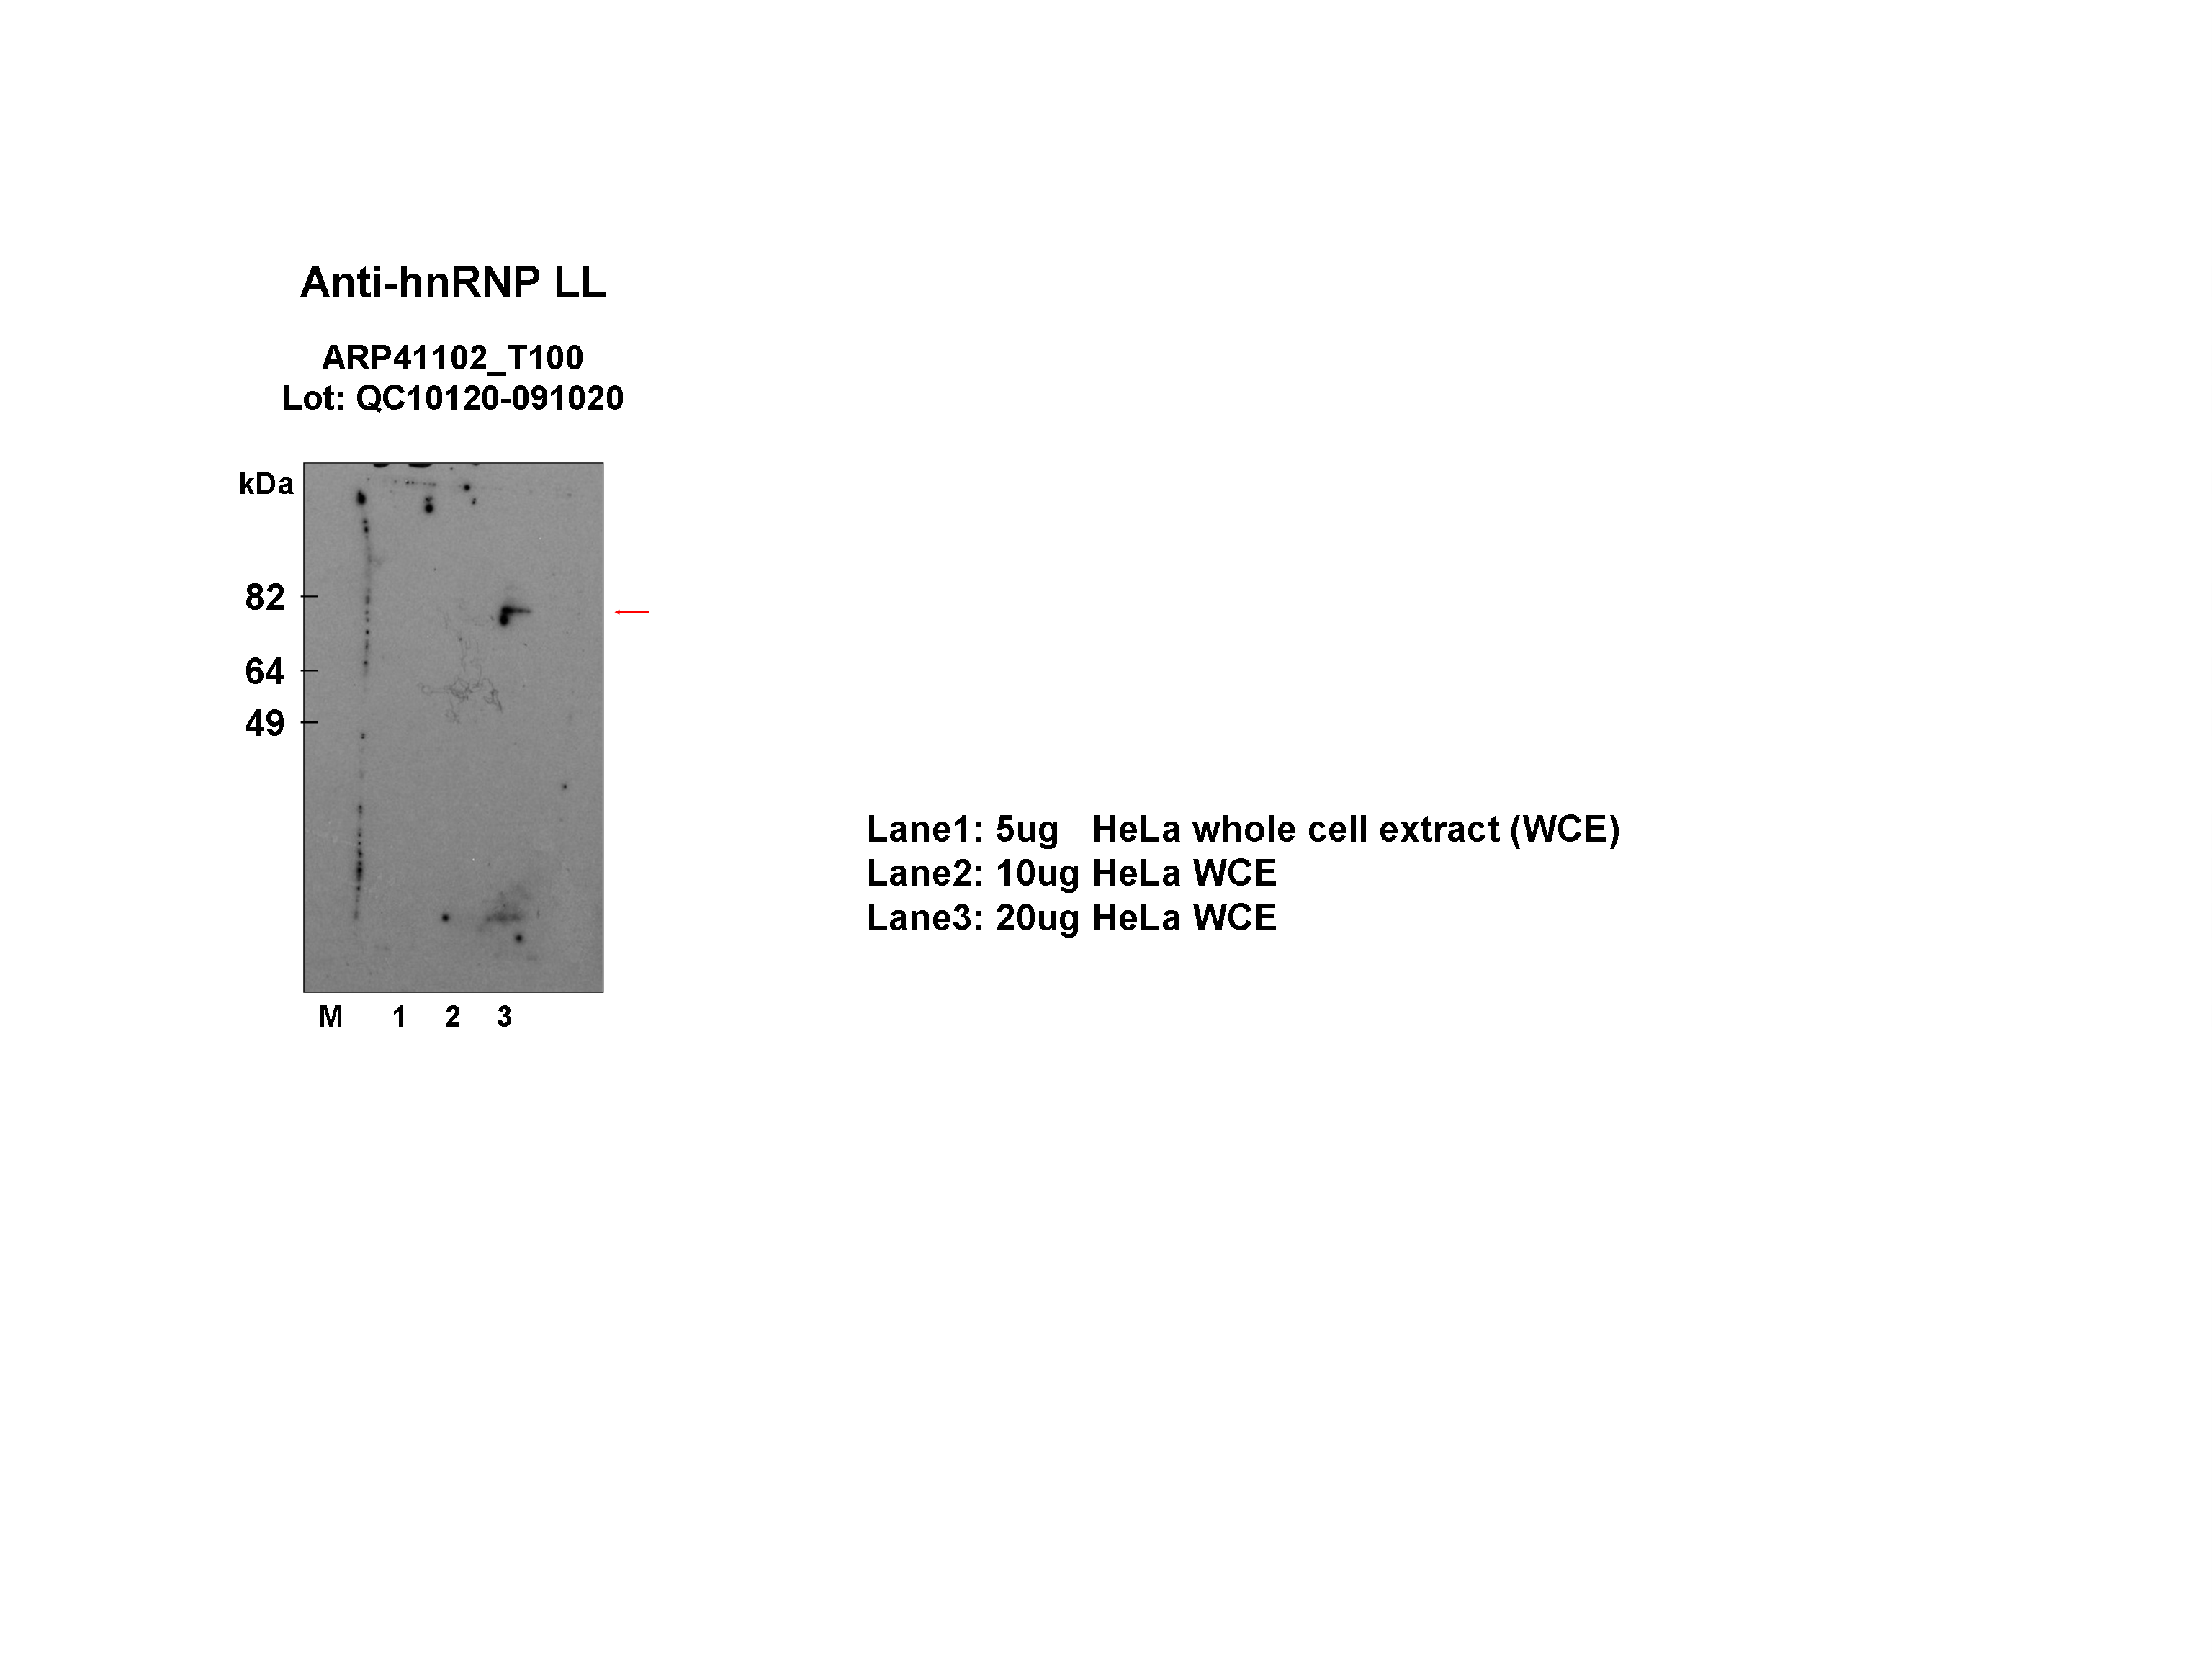 Anti-hnRNP LL
ARP41102_T100
Lot: QC10120-091020
kDa
82
64
49
M 1 2 3
Lane1: 5ug HeLa whole cell extract (WCE)
Lane2: 10ug HeLa WCE
Lane3: 20ug HeLa WCE